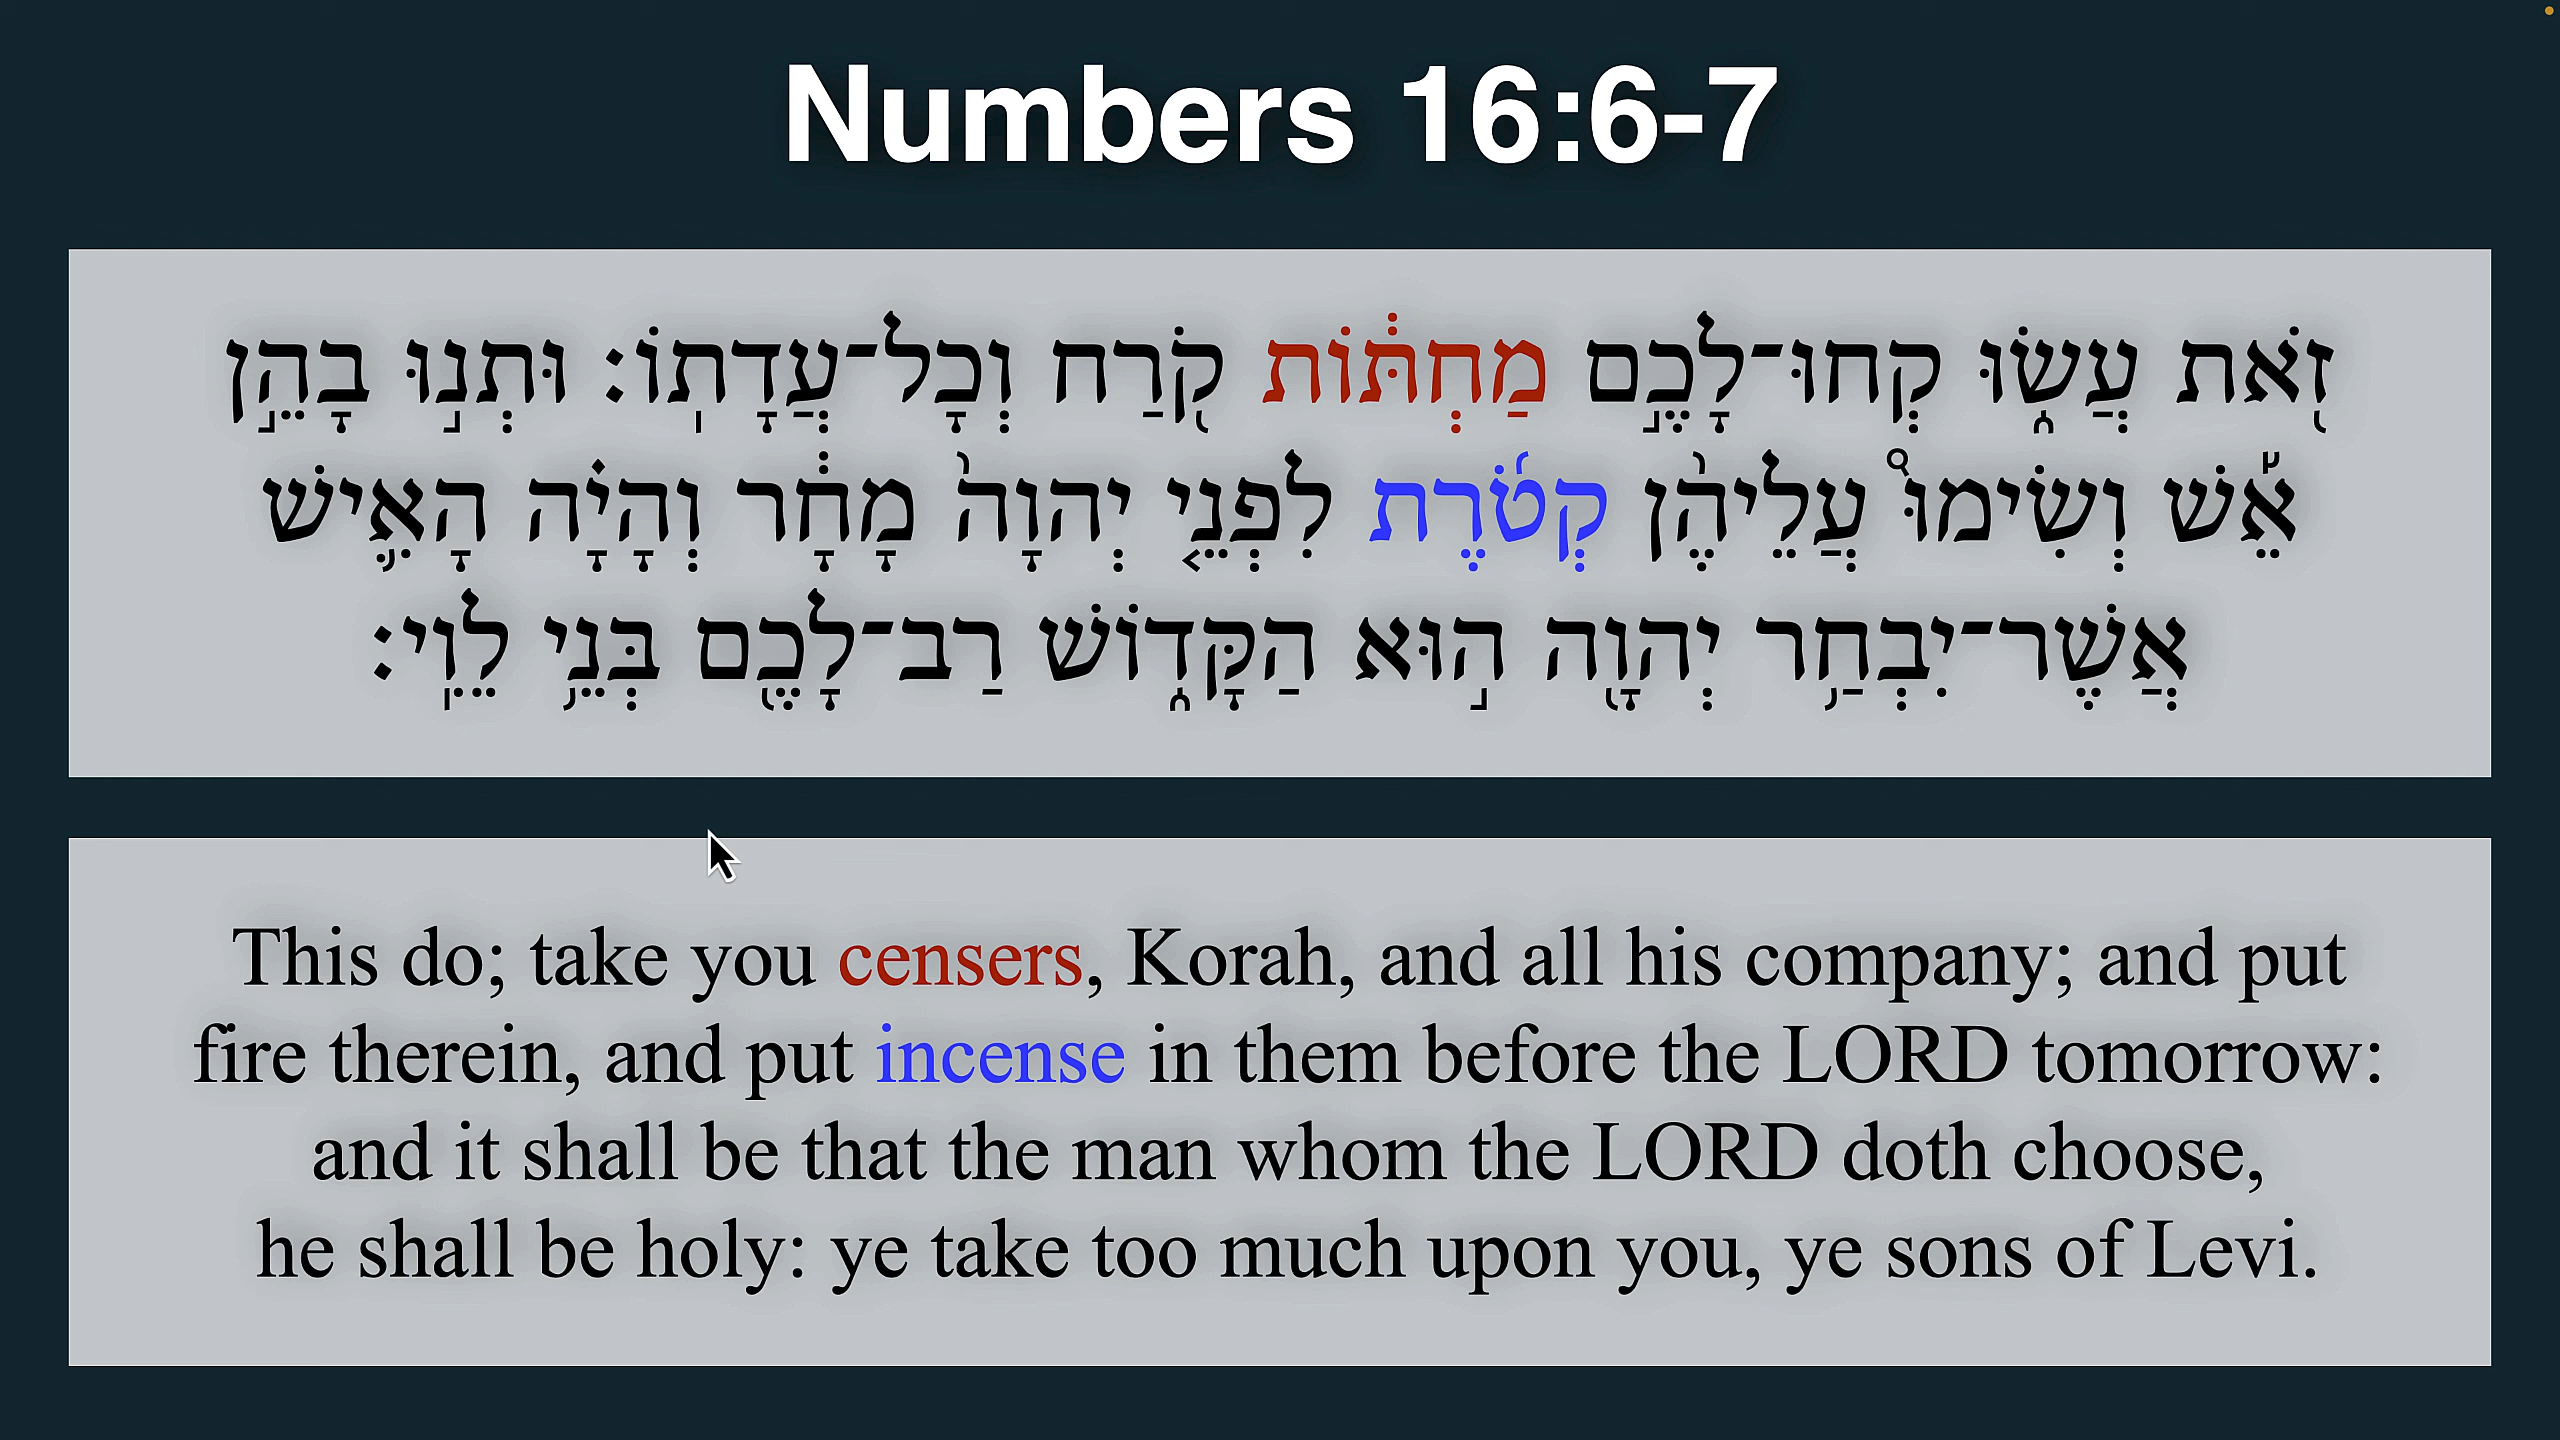 Numbers 16:6-7
זֹ֖את עֲשׂ֑וּ קְחוּ־לָכֶ֣ם מַחְתּ֔וֹת קֹ֖רַח וְכָל־עֲדָתֽוֹ׃ וּתְנ֣וּ בָהֵ֣ן
אֵ֡שׁ וְשִׂימוּ֩ עֲלֵיהֶ֨ן קְטֹ֜רֶת לִפְנֵ֤י יְהוָה֙ מָחָ֔ר וְהָיָ֗ה הָאִ֛ישׁ
אֲשֶׁר־יִבְחַ֥ר יְהוָ֖ה ה֣וּא הַקָּד֑וֹשׁ רַב־לָכֶ֖ם בְּנֵ֥י לֵוִֽי׃
This do; take you censers, Korah, and all his company; and put
fire therein, and put incense in them before the LORD tomorrow:
and it shall be that the man whom the LORD doth choose,
he shall be holy: ye take too much upon you, ye sons of Levi.